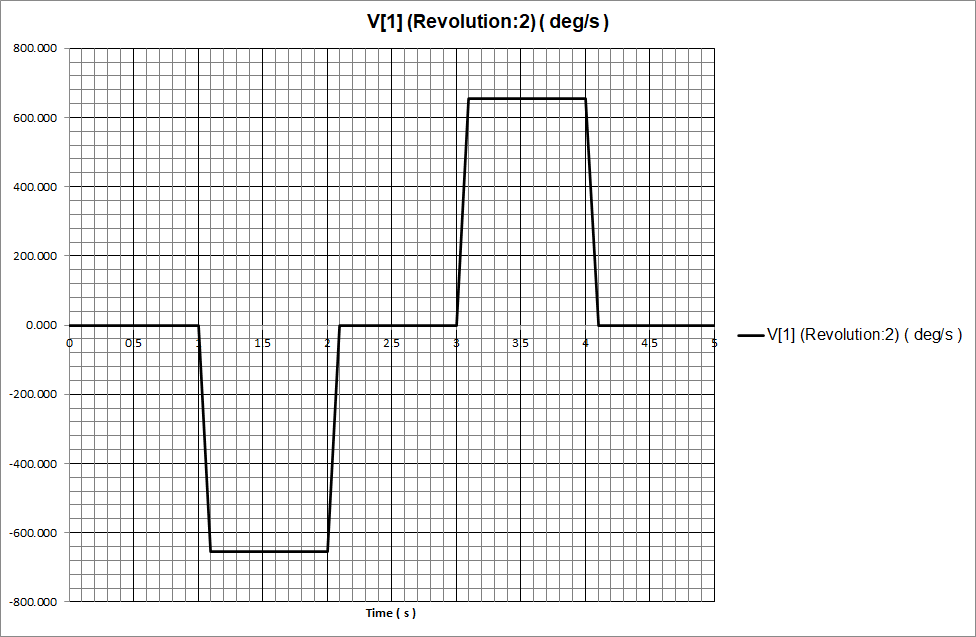 V[1] (Revolution:2) ( deg/s )
800.000
600.000
400.000
200.000
0.000
0 0.5 1 1.5 2 2.5 3 3.5 4 4.5 5
-200.000
-400.000
-600.000
-800.000
Time ( s )
V[1] (Revolution:2) ( deg/s )